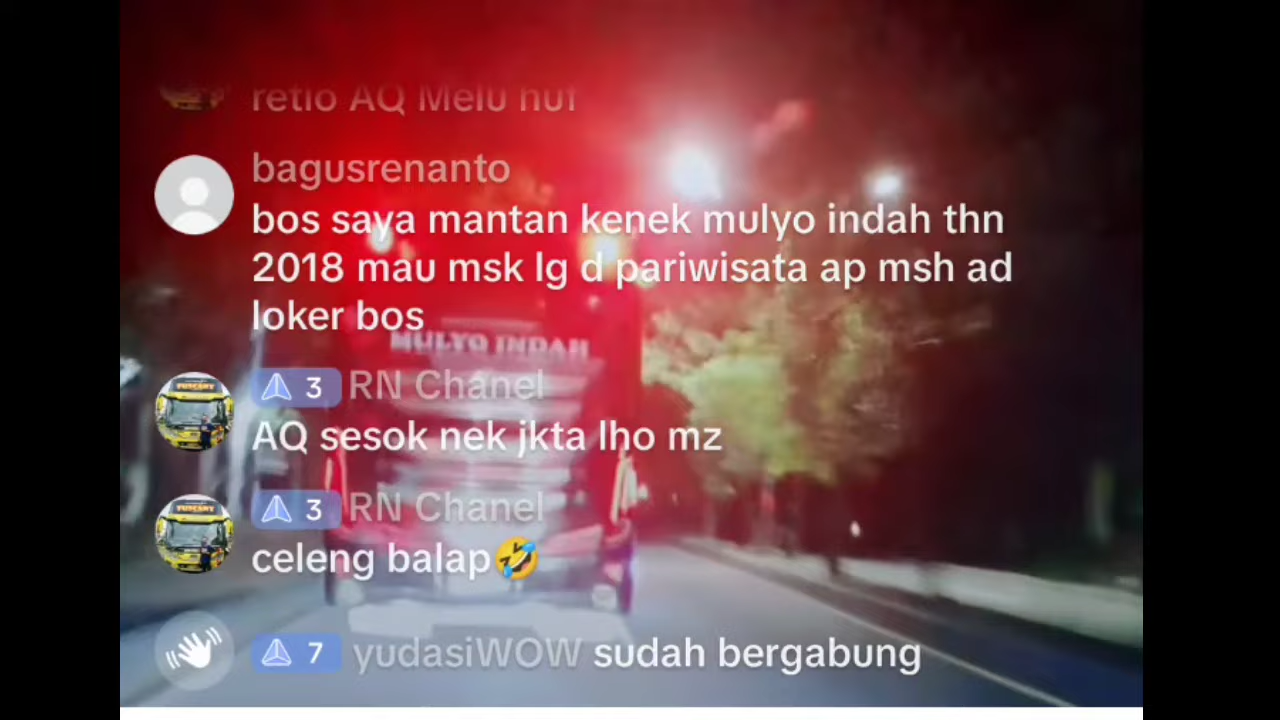 retio AQ Melu huf
bagusrenanto
bos saya mantan kenek mulyo indah thn
2018 mau msk lg d pariwisata ap msh ad
loker bos
MULYO INDAH
3 RN Chanel
AQ sesok nek jkta lho mz
3 RN Chanel
celeng balap🤣
7 yudasiWOW sudah bergabung